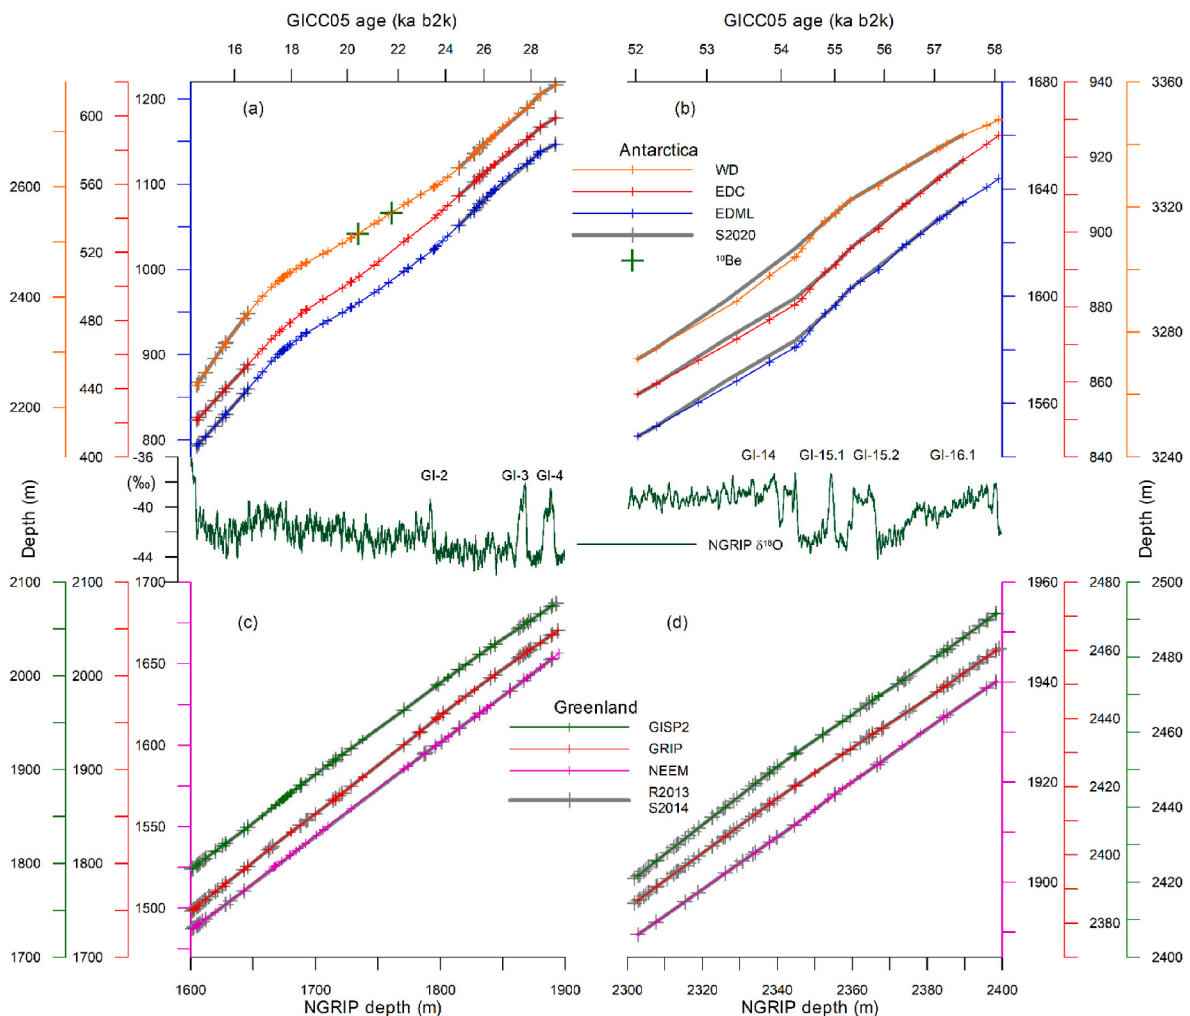 GICC05 age (ka b2k)
16 18 20 22 24 26 28
GICC05 age (ka b2k)
52 53 54 55 56 57 58
(a)
600
560
520
480
440
400
2600
2400
2200
1200
1100
1000
900
800
(b)
Antarctica
WD
EDC
EDML
S2020
¹⁰Be
1680
1640
1600
1560
940
920
900
880
860
840
3360
3320
3280
3240
Depth (m)
-36
(‰)
-40
-44
GI-2
GI-3
GI-4
GI-14
GI-15.1
GI-15.2
GI-16.1
NGRIP δ¹⁸O
Depth (m)
2100
2000
1900
1800
1700
2100
2000
1900
1800
1700
1700
1650
1600
1550
1500
(c)
Greenland
GISP2
GRIP
NEEM
R2013
S2014
(d)
1960
1940
1920
1900
2480
2460
2440
2420
2400
2380
2500
2480
2460
2440
2420
2400
1600 1700 1800 1900
NGRIP depth (m)
2300 2320 2340 2360 2380 2400
NGRIP depth (m)